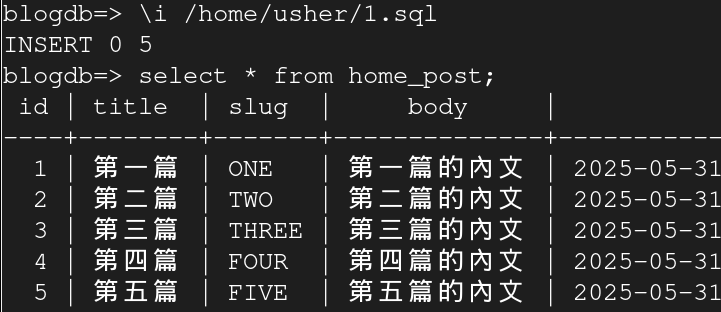 blogdb=> \i /home/usher/1.sql
INSERT 0 5
blogdb=> select * from home_post;
 id | title  | slug  |     body     |
----+--------+-------+--------------+-----------
  1 | 第一篇 | ONE   | 第一篇的內文 | 2025-05-31
  2 | 第二篇 | TWO   | 第二篇的內文 | 2025-05-31
  3 | 第三篇 | THREE | 第三篇的內文 | 2025-05-31
  4 | 第四篇 | FOUR  | 第四篇的內文 | 2025-05-31
  5 | 第五篇 | FIVE  | 第五篇的內文 | 2025-05-31